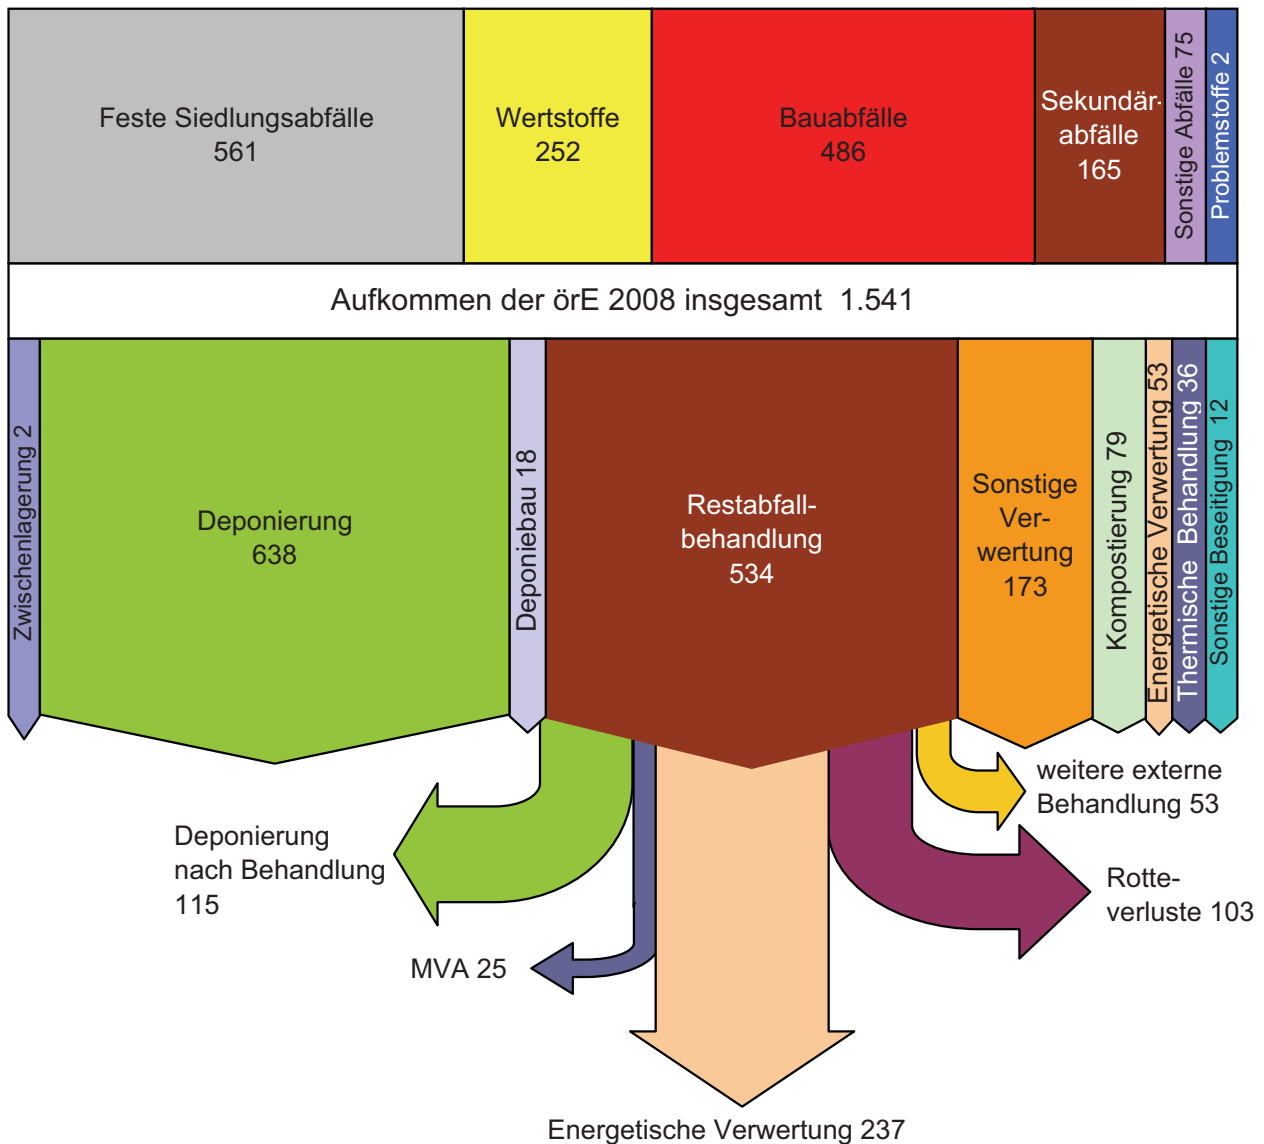 Feste Siedlungsabfälle
561
Wertstoffe
252
Bauabfälle
486
Sekundär-
abfälle
165
Sonstige Abfälle 75
Problemstoffe 2
Aufkommen der örE 2008 insgesamt 1.541
Zwischenlagerung 2
Deponierung
638
Deponiebau 18
Restabfall-
behandlung
534
Sonstige
Ver-
wertung
173
Kompostierung 79
Energetische Verwertung 53
Thermische Behandlung 36
Sonstige Beseitigung 12
weitere externe
Behandlung 53
Deponierung
nach Behandlung
115
Rotte-
verluste 103
MVA 25
Energetische Verwertung 237